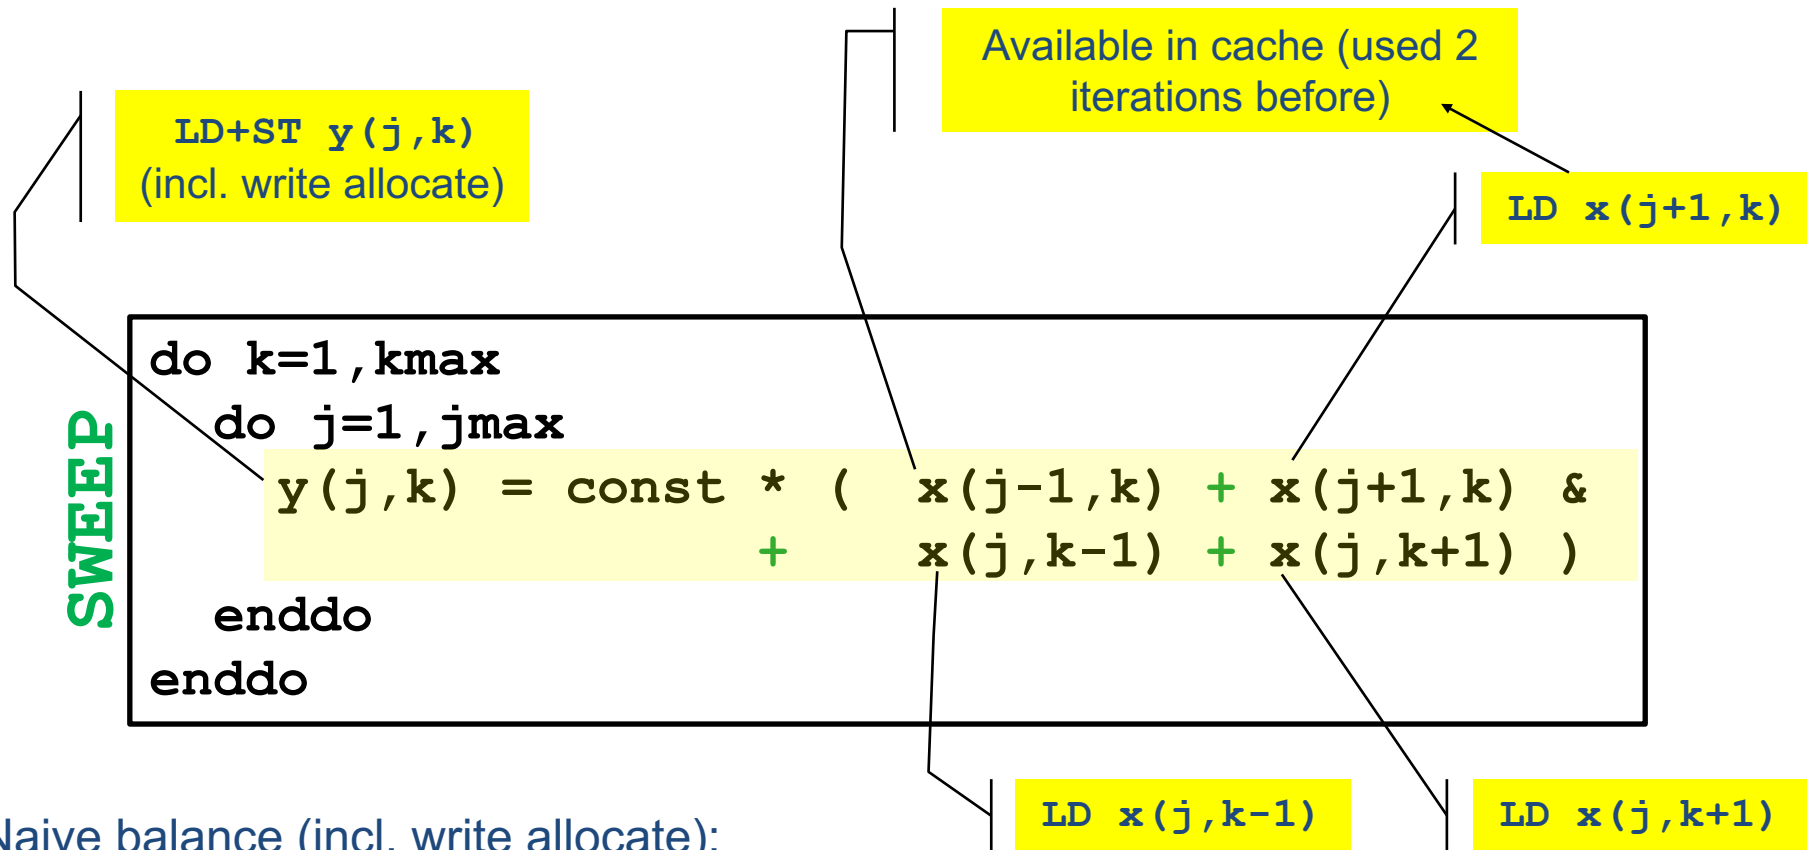 Available in cache (used 2
iterations before)
LD+ST y(j,k)
(incl. write allocate)
LD x(j+1,k)
SWEEP
do k=1,kmax
do j=1,jmax
y(j,k) = const * ( x(j-1,k) + x(j+1,k) &
+ x(j,k-1) + x(j,k+1) )
enddo
enddo
LD x(j,k-1)
LD x(j,k+1)
Naive balance (incl. write allocate):